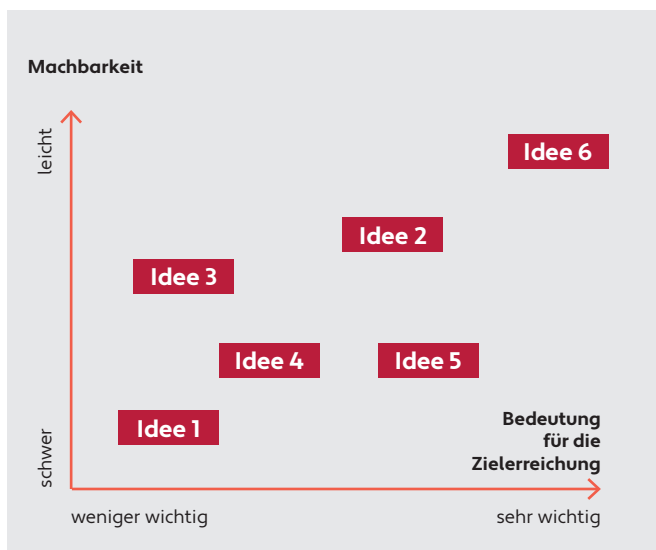 Machbarkeit
leicht
Idee 6
Idee 2
Idee 3
Idee 4
Idee 5
Idee 1
schwer
Bedeutung
für die
Zielerreichung
weniger wichtig
sehr wichtig